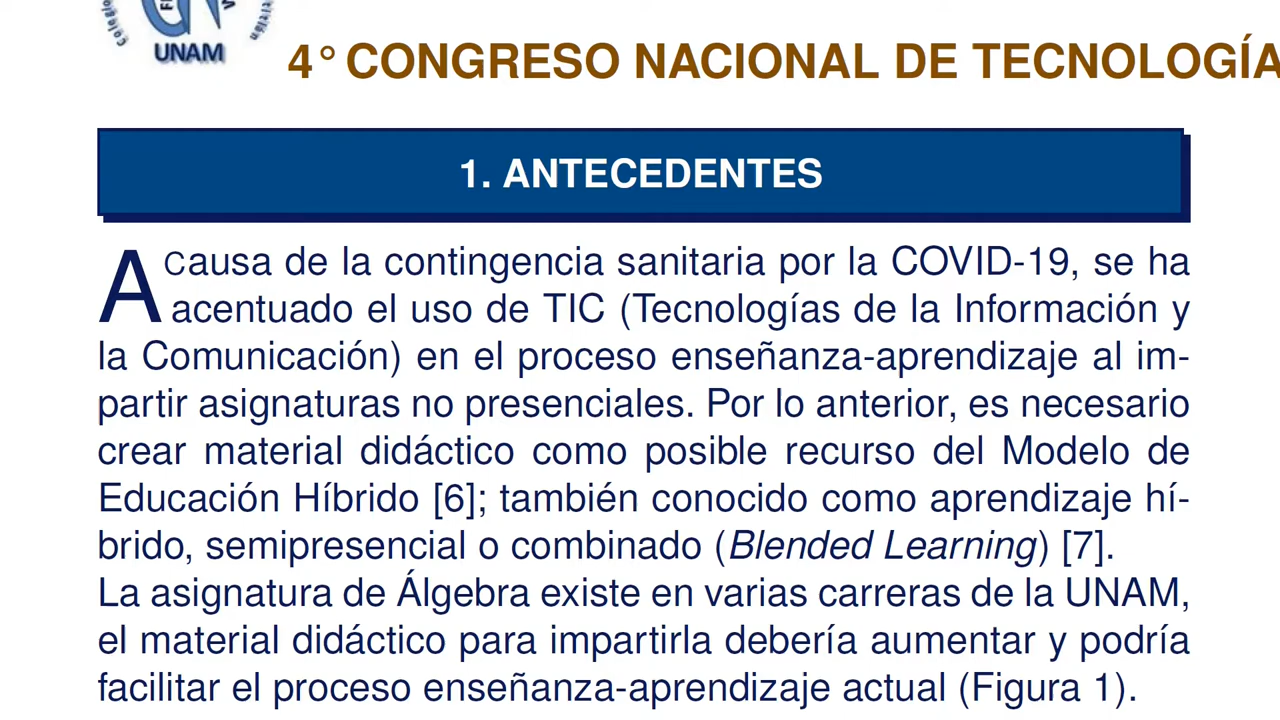 UNAM
4° CONGRESO NACIONAL DE TECNOLOGÍA
1. ANTECEDENTES
A Causa de la contingencia sanitaria por la COVID-19, se ha
acentuado el uso de TIC (Tecnologías de la Información y
la Comunicación) en el proceso enseñanza-aprendizaje al im-
partir asignaturas no presenciales. Por lo anterior, es necesario
crear material didáctico como posible recurso del Modelo de
Educación Híbrido [6]; también conocido como aprendizaje hí-
brido, semipresencial o combinado (Blended Learning) [7].
La asignatura de Álgebra existe en varias carreras de la UNAM,
el material didáctico para impartirla debería aumentar y podría
facilitar el proceso enseñanza-aprendizaje actual (Figura 1).